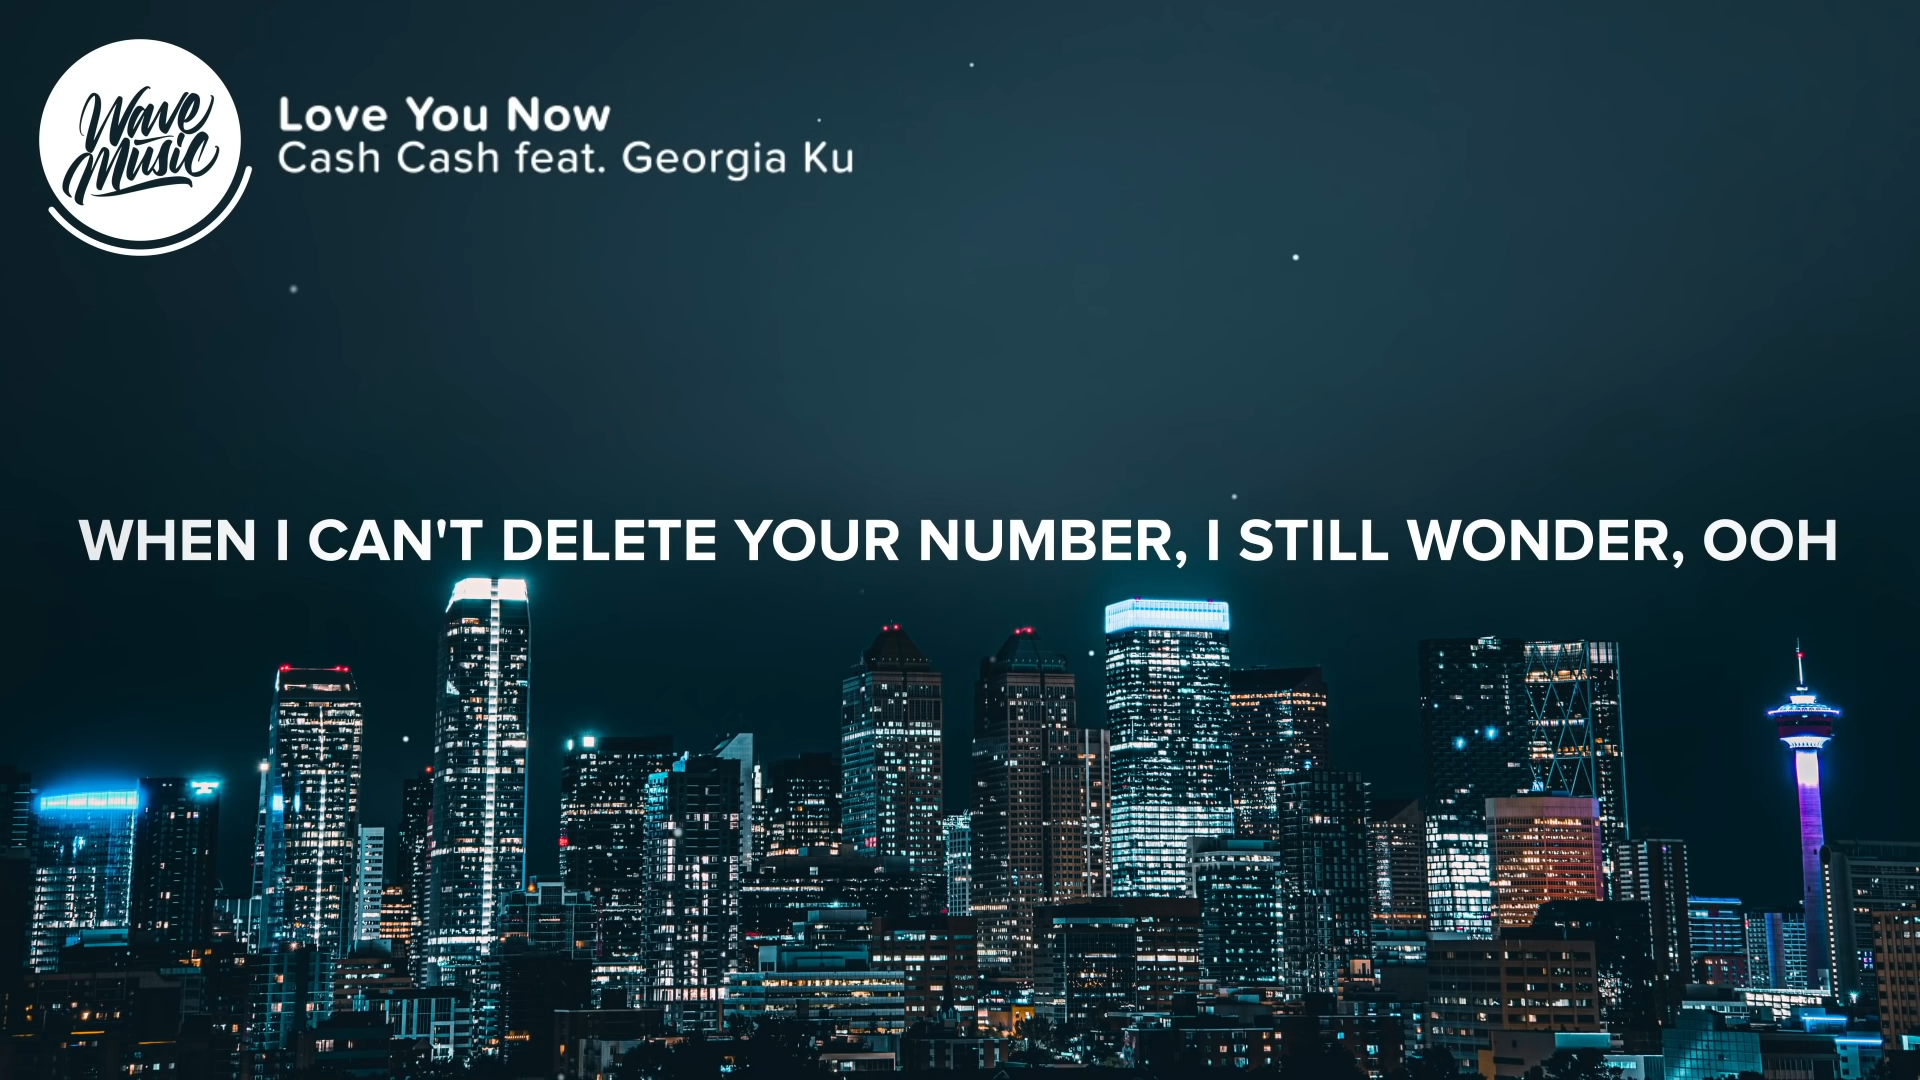 Wave
Music
Love You Now
Cash Cash feat. Georgia Ku
WHEN I CAN'T DELETE YOUR NUMBER, I STILL WONDER, OOH